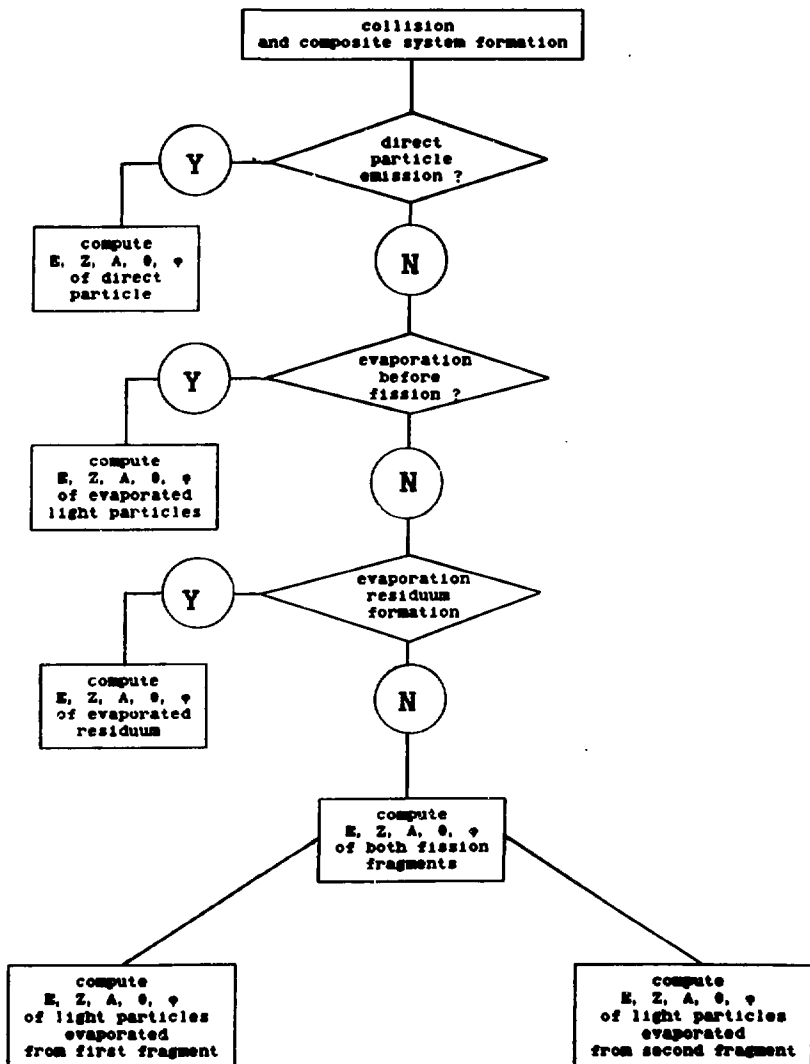 collision
and composite system formation
direct
particle
emission ?
Y
compute
E, Z, A, θ, φ
of direct
particle
N
evaporation
before
fission ?
Y
compute
E, Z, A, θ, φ
of evaporated
light particles
N
evaporation
residuum
formation
Y
compute
E, Z, A, θ, φ
of evaporated
residuum
N
compute
E, Z, A, θ, φ
of both fission
fragments
compute
E, Z, A, θ, φ
of light particles
evaporated
from first fragment
compute
E, Z, A, θ, φ
of light particles
evaporated
from second fragment